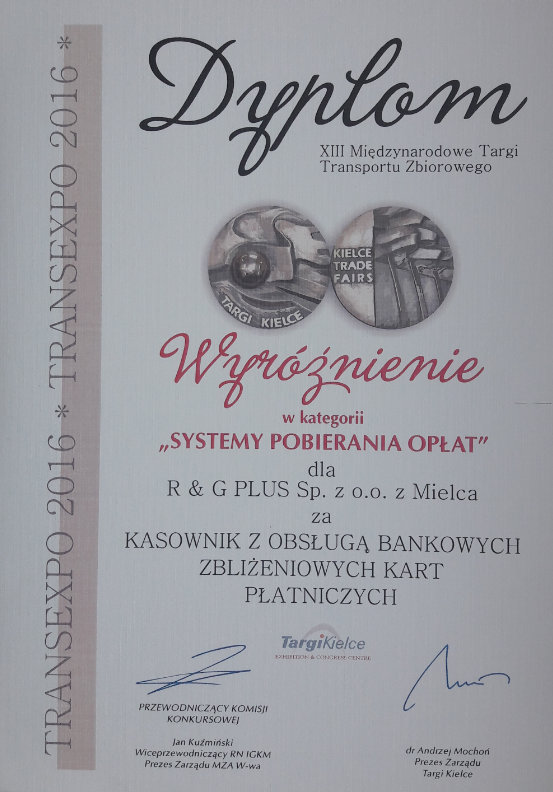 TRANSEXPO 2016 * TRANSEXPO 2016 *
Dyplom
XIII Międzynarodowe Targi
Transportu Zbiorowego
TARGI KIELCE
KIELCE
TRADE
FAIRS
Wyróżnienie
w kategorii
„SYSTEMY POBIERANIA OPŁAT”
dla
R & G PLUS Sp. z o.o. z Mielca
za
KASOWNIK Z OBSŁUGĄ BANKOWYCH
ZBLIŻENIOWYCH KART
PŁATNICZYCH
TargiKielce
EXHIBITION & CONGRESS CENTRE
PRZEWODNICZĄCY KOMISJI
KONKURSOWEJ
Jan Kuźmiński
Wiceprzewodniczący RN IGKM
Prezes Zarządu MZA W-wa
dr Andrzej Mochoń
Prezes Zarządu
Targi Kielce